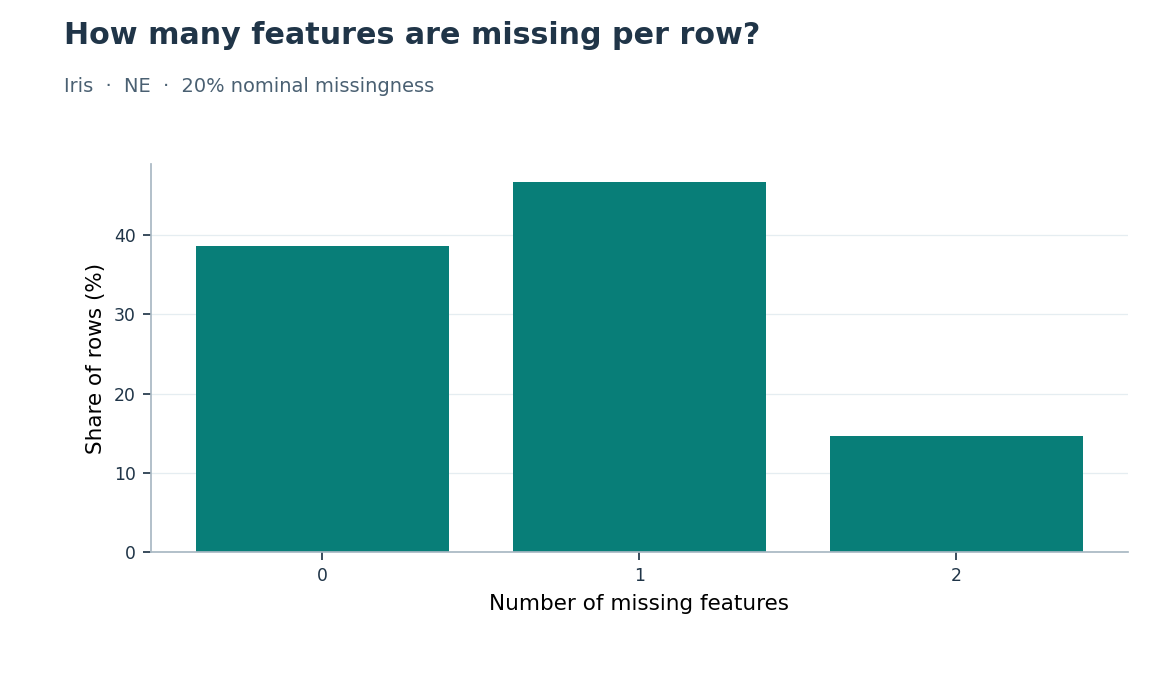 How many features are missing per row?
Iris · NE · 20% nominal missingness
Share of rows (%)
40
30
20
10
0
0 1 2
Number of missing features